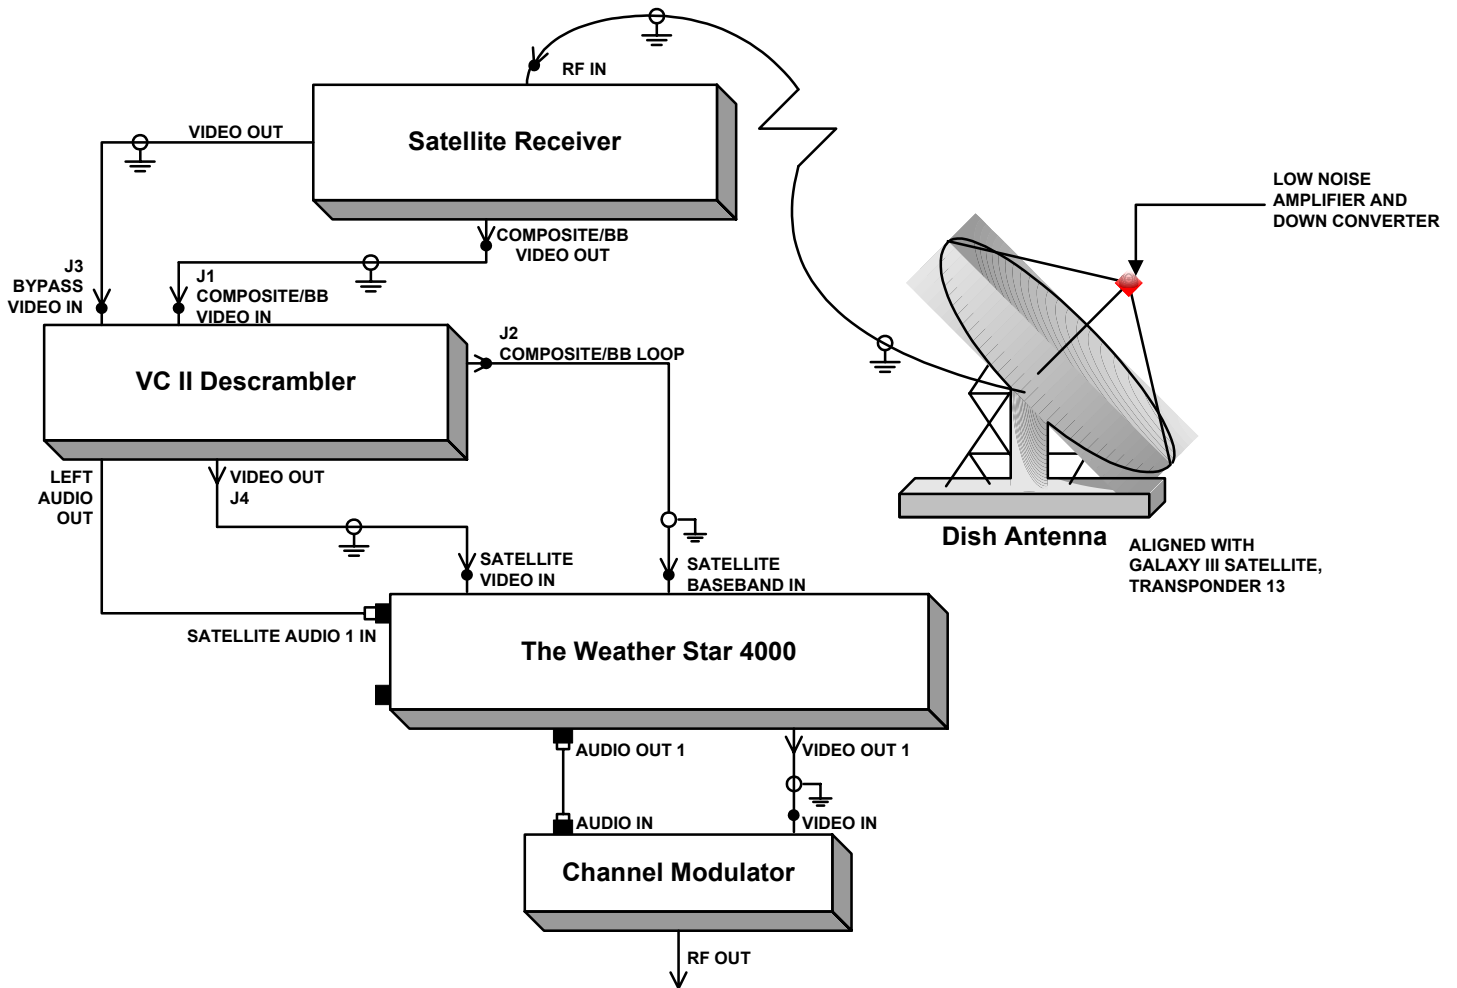 RF IN
Satellite Receiver
VIDEO OUT
COMPOSITE/BB
VIDEO OUT
LOW NOISE
AMPLIFIER AND
DOWN CONVERTER
J3
BYPASS
VIDEO IN
J1
COMPOSITE/BB
VIDEO IN
J2
COMPOSITE/BB LOOP
VC II Descrambler
LEFT
AUDIO
OUT
VIDEO OUT
J4
Dish Antenna
ALIGNED WITH
GALAXY III SATELLITE,
TRANSPONDER 13
SATELLITE
VIDEO IN
SATELLITE
BASEBAND IN
SATELLITE AUDIO 1 IN
The Weather Star 4000
AUDIO OUT 1
VIDEO OUT 1
AUDIO IN
VIDEO IN
Channel Modulator
RF OUT